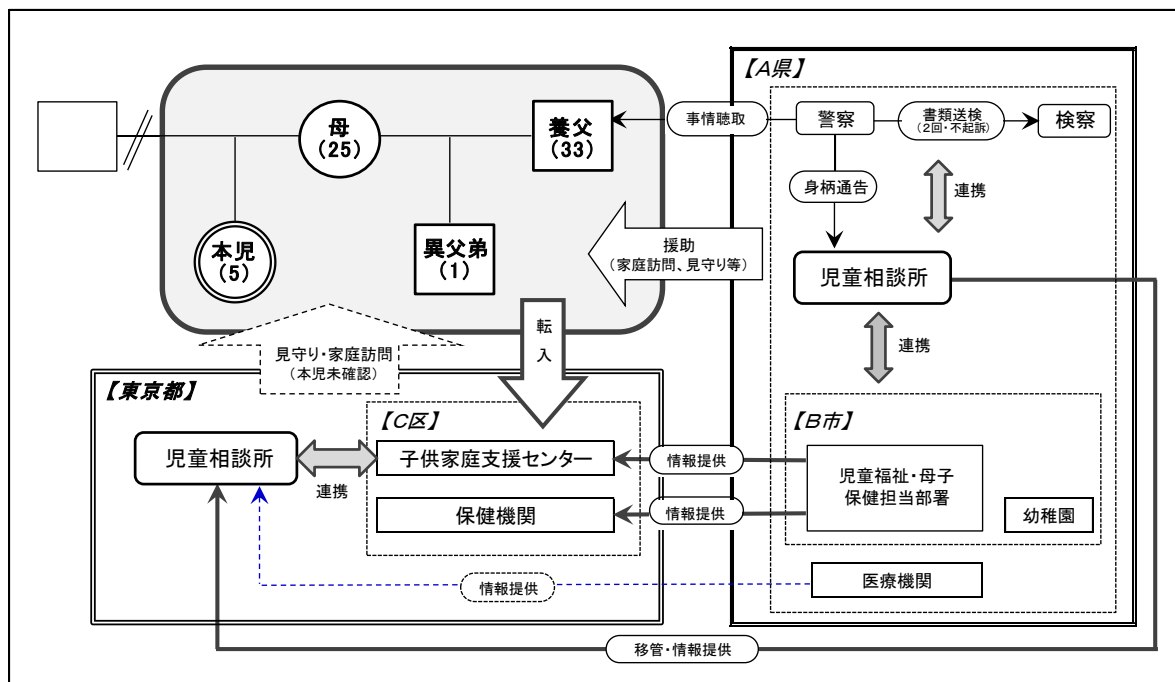 【A県】
母
(25)
養父
(33)
事情聴取
警察
書類送検
(2回・不起訴)
検察
身柄通告
連携
本児
(5)
異父弟
(1)
援助
(家庭訪問、見守り等)
児童相談所
転
入
連携
見守り・家庭訪問
(本児未確認)
【東京都】
【C区】
【B市】
児童相談所
連携
子供家庭支援センター
情報提供
児童福祉・母子
保健担当部署
保健機関
情報提供
幼稚園
情報提供
医療機関
移管・情報提供